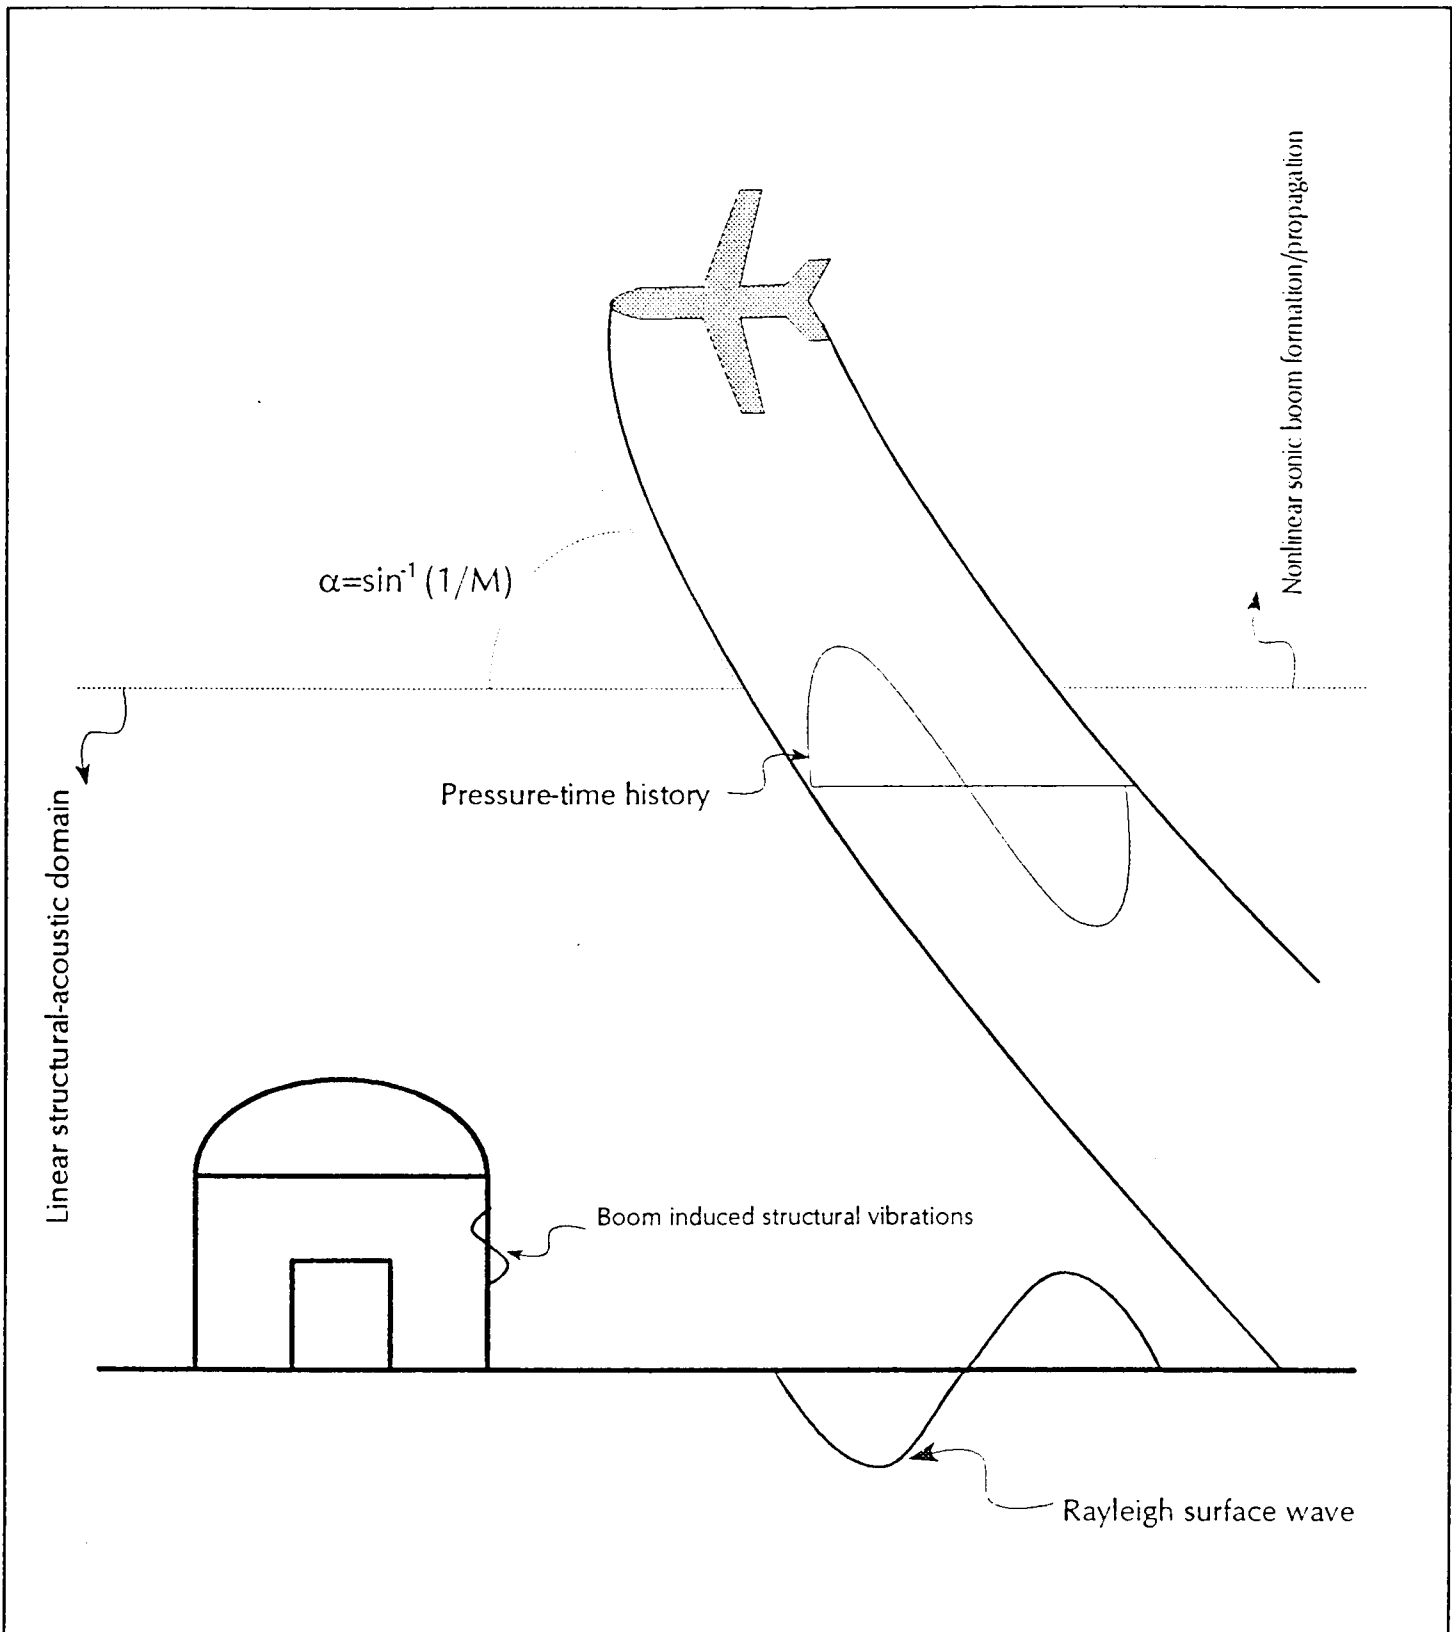 Nonlinear sonic boom formation/propagation
α=sin⁻¹ (1/M)
Pressure-time history
Linear structural-acoustic domain
Boom induced structural vibrations
Rayleigh surface wave